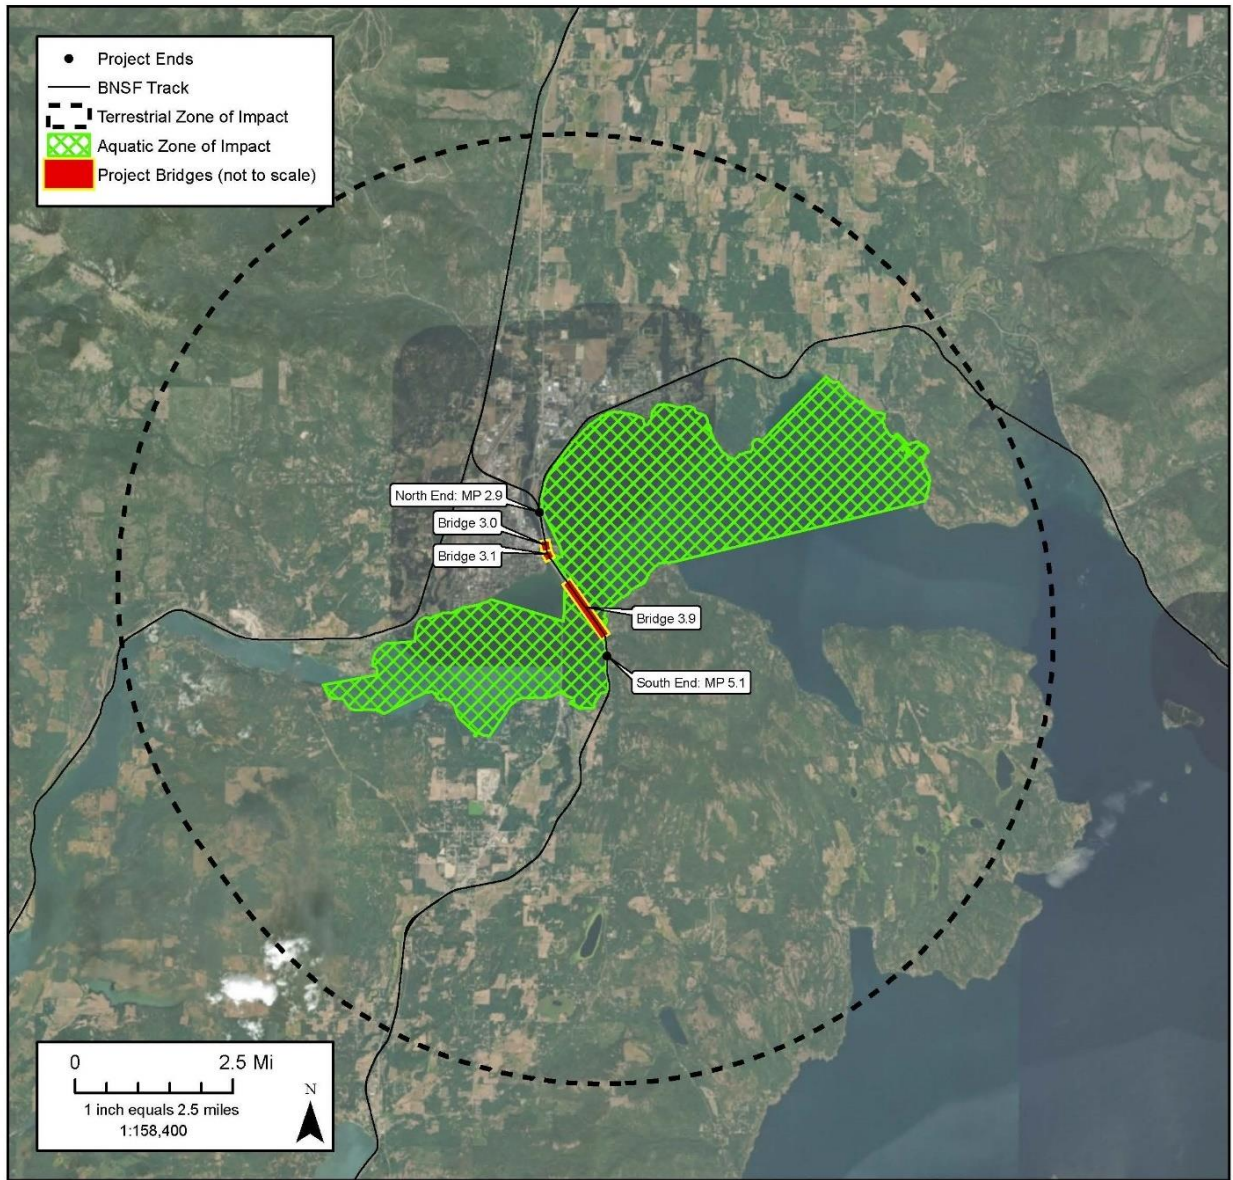 Project Ends
BNSF Track
Terrestrial Zone of Impact
Aquatic Zone of Impact
Project Bridges (not to scale)
North End: MP 2.9
Bridge 3.0
Bridge 3.1
Bridge 3.9
South End: MP 5.1
0 2.5 Mi
1 inch equals 2.5 miles
1:158,400
N